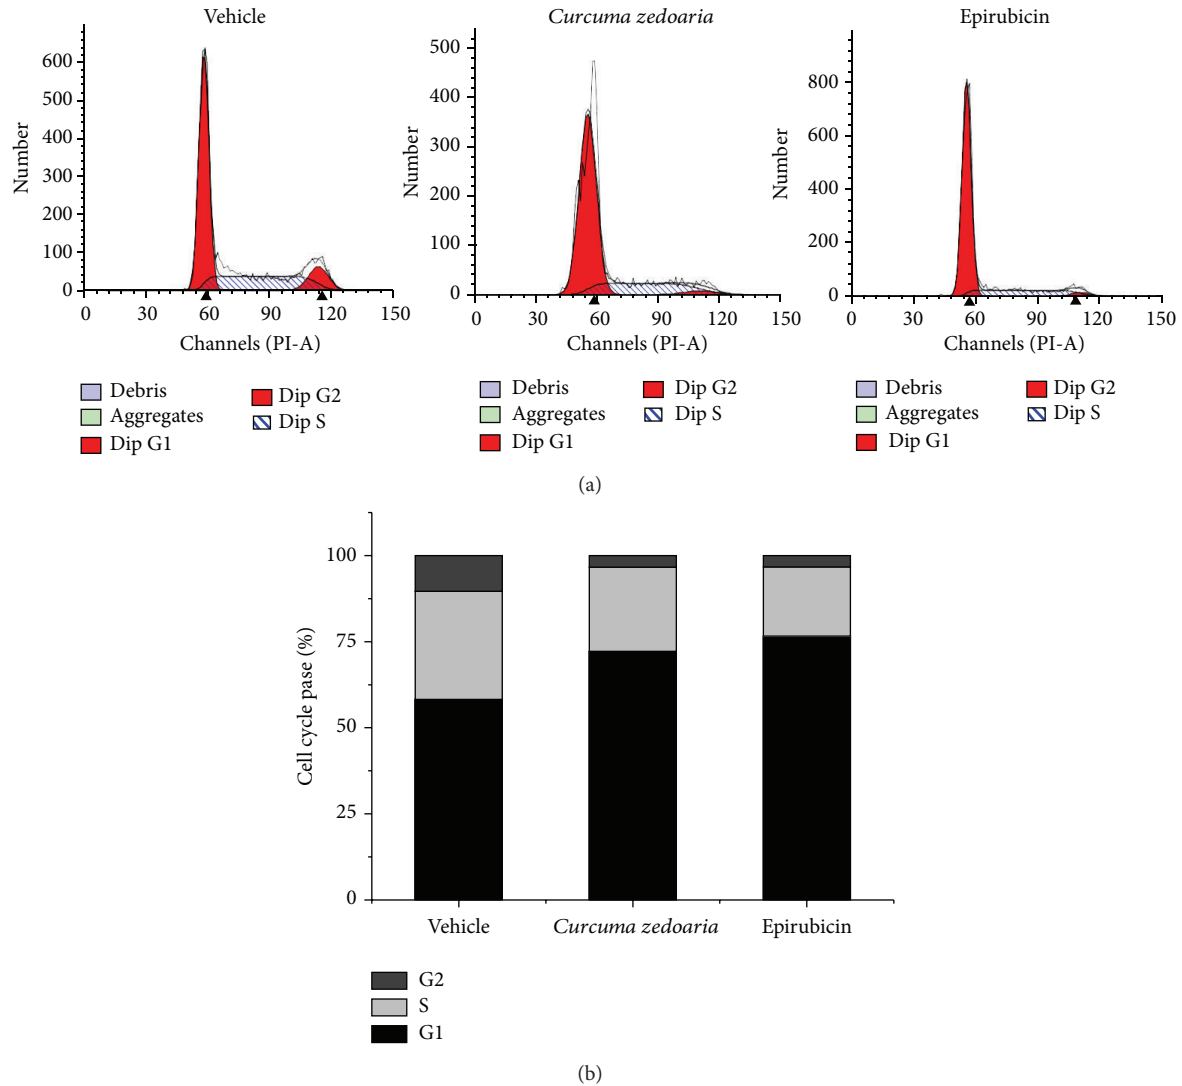 Vehicle
Number
600
500
400
300
200
100
0
0 30 60 90 120 150
Channels (PI-A)
Debris
Aggregates
Dip G1
Dip G2
Dip S
Curcuma zedoaria
Number
500
400
300
200
100
0
0 30 60 90 120 150
Channels (PI-A)
Debris
Aggregates
Dip G1
Dip G2
Dip S
Epirubicin
Number
800
600
400
200
0
0 30 60 90 120 150
Channels (PI-A)
Debris
Aggregates
Dip G1
Dip G2
Dip S
(a)
Cell cycle pase (%)
100
75
50
25
0
Vehicle Curcuma zedoaria Epirubicin
G2
S
G1
(b)